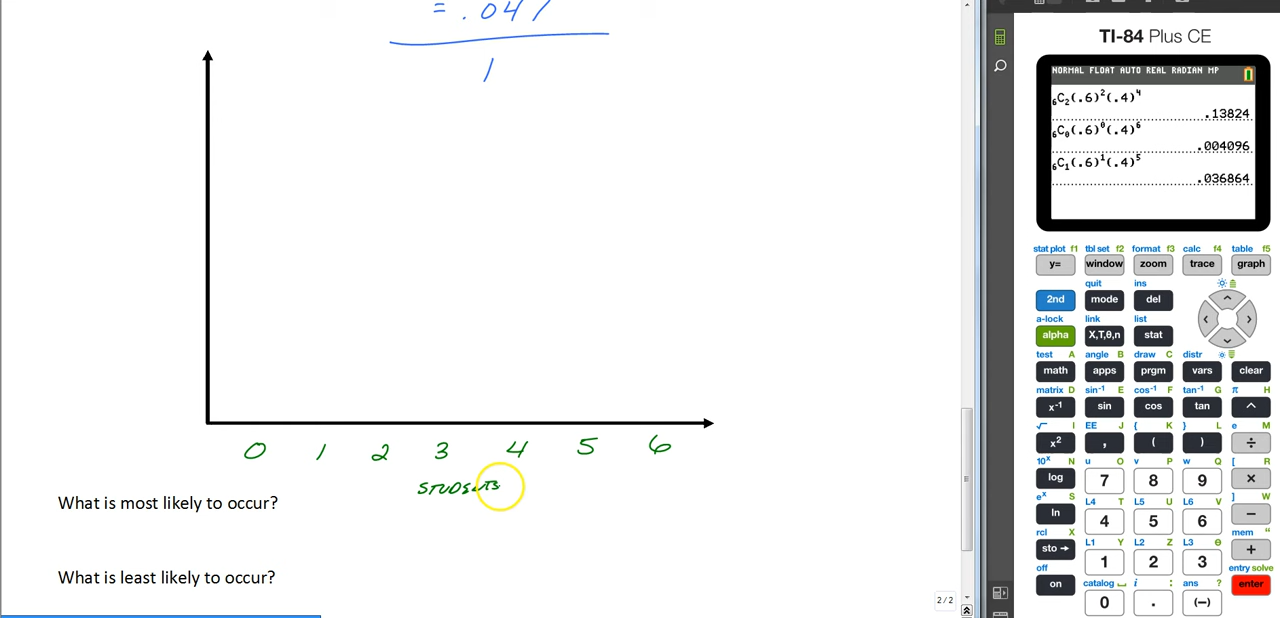 = .047
1
0 1 2 3 4 5 6
STUDENTS
What is most likely to occur?
What is least likely to occur?
2/2
TI-84 Plus CE
NORMAL FLOAT AUTO REAL RADIAN MP
₆C₂(.6)²(.4)⁴
.13824
₆C₀(.6)⁰(.4)⁶
.004096
₆C₁(.6)¹(.4)⁵
.036864
stat plot f1 tbl set f2 format f3 calc f4 table f5
y= window zoom trace graph
quit ins
2nd mode del
a-lock link list
alpha X,T,θ,n stat
test A angle B draw C distr
math apps prgm vars clear
matrix D sin⁻¹ E cos⁻¹ F tan⁻¹ G π H
x⁻¹ sin cos tan ^
√ I EE J { K } L e M
x² , ( ) ÷
10ˣ N u O v P w Q [ R
log 7 8 9 ×
eˣ S L4 T L5 U L6 V ] W
ln 4 5 6 −
rcl X L1 Y L2 Z L3 θ mem "
sto → 1 2 3 +
off catalog ⎵ i : ans ? entry solve
on 0 . (−) enter